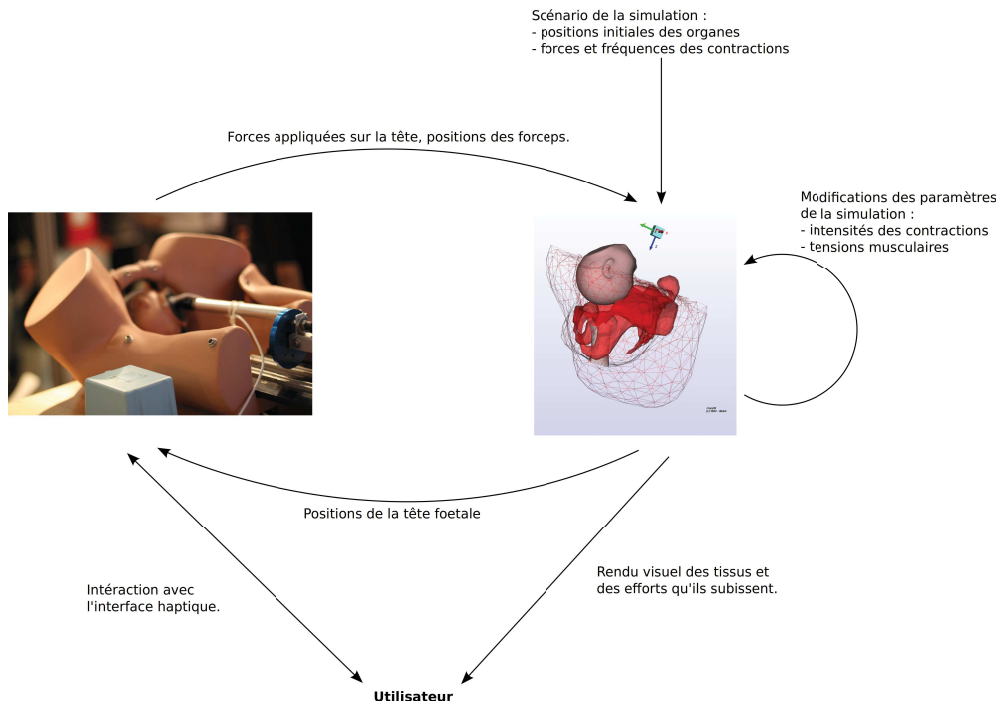 Scénario de la simulation :
- positions initiales des organes
- forces et fréquences des contractions
Forces appliquées sur la tête, positions des forceps.
Modifications des paramètres
de la simulation :
- intensités des contractions
- tensions musculaires
Positions de la tête foetale
Intéraction avec
l'interface haptique.
Rendu visuel des tissus et
des efforts qu'ils subissent.
Utilisateur